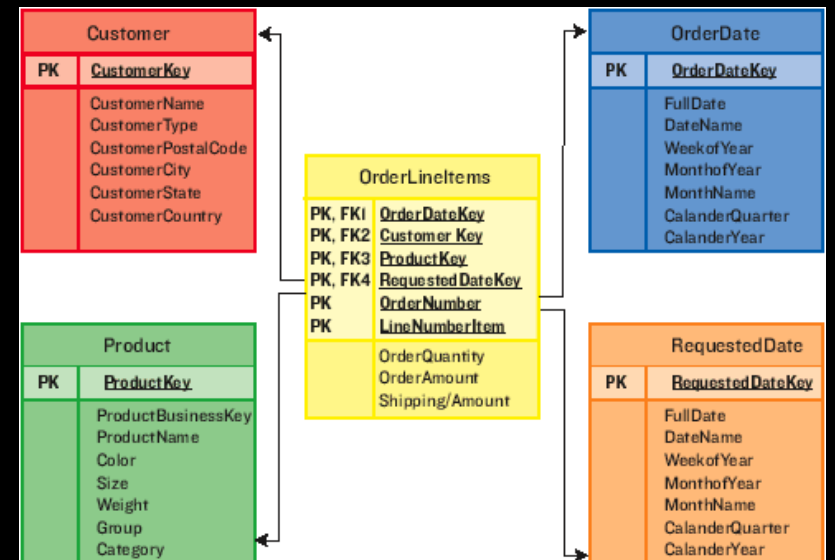 Customer
PK CustomerKey
CustomerName
CustomerType
CustomerPostalCode
CustomerCity
CustomerState
CustomerCountry
OrderDate
PK OrderDateKey
FullDate
DateName
WeekofYear
MonthofYear
MonthName
CalanderQuarter
CalanderYear
OrderLineItems
PK, FK1 OrderDateKey
PK, FK2 Customer Key
PK, FK3 ProductKey
PK, FK4 RequestedDateKey
PK OrderNumber
PK LineNumberItem
OrderQuantity
OrderAmount
Shipping/Amount
Product
PK ProductKey
ProductBusinessKey
ProductName
Color
Size
Weight
Group
Category
RequestedDate
PK RequestedDateKey
FullDate
DateName
WeekofYear
MonthofYear
MonthName
CalanderQuarter
CalanderYear